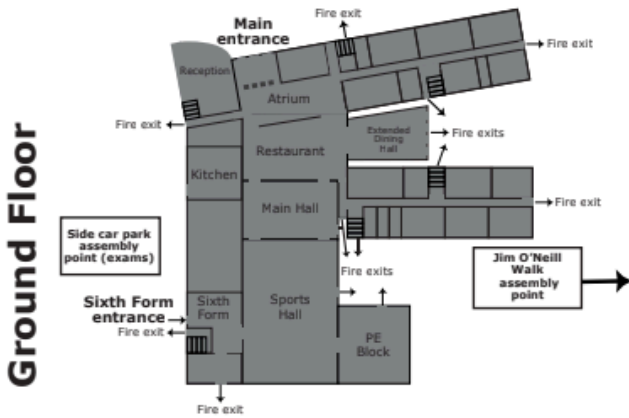 Ground Floor
Main
entrance
Fire exit
Fire exit
Reception
Atrium
Fire exit
Restaurant
Extended
Dining
Hall
Fire exits
Kitchen
Main Hall
Fire exit
Side car park
assembly
point (exams)
Jim O'Neill
Walk
assembly
point
Fire exits
Sixth Form
entrance
Sixth
Form
Sports
Hall
Fire exit
PE
Block
Fire exit